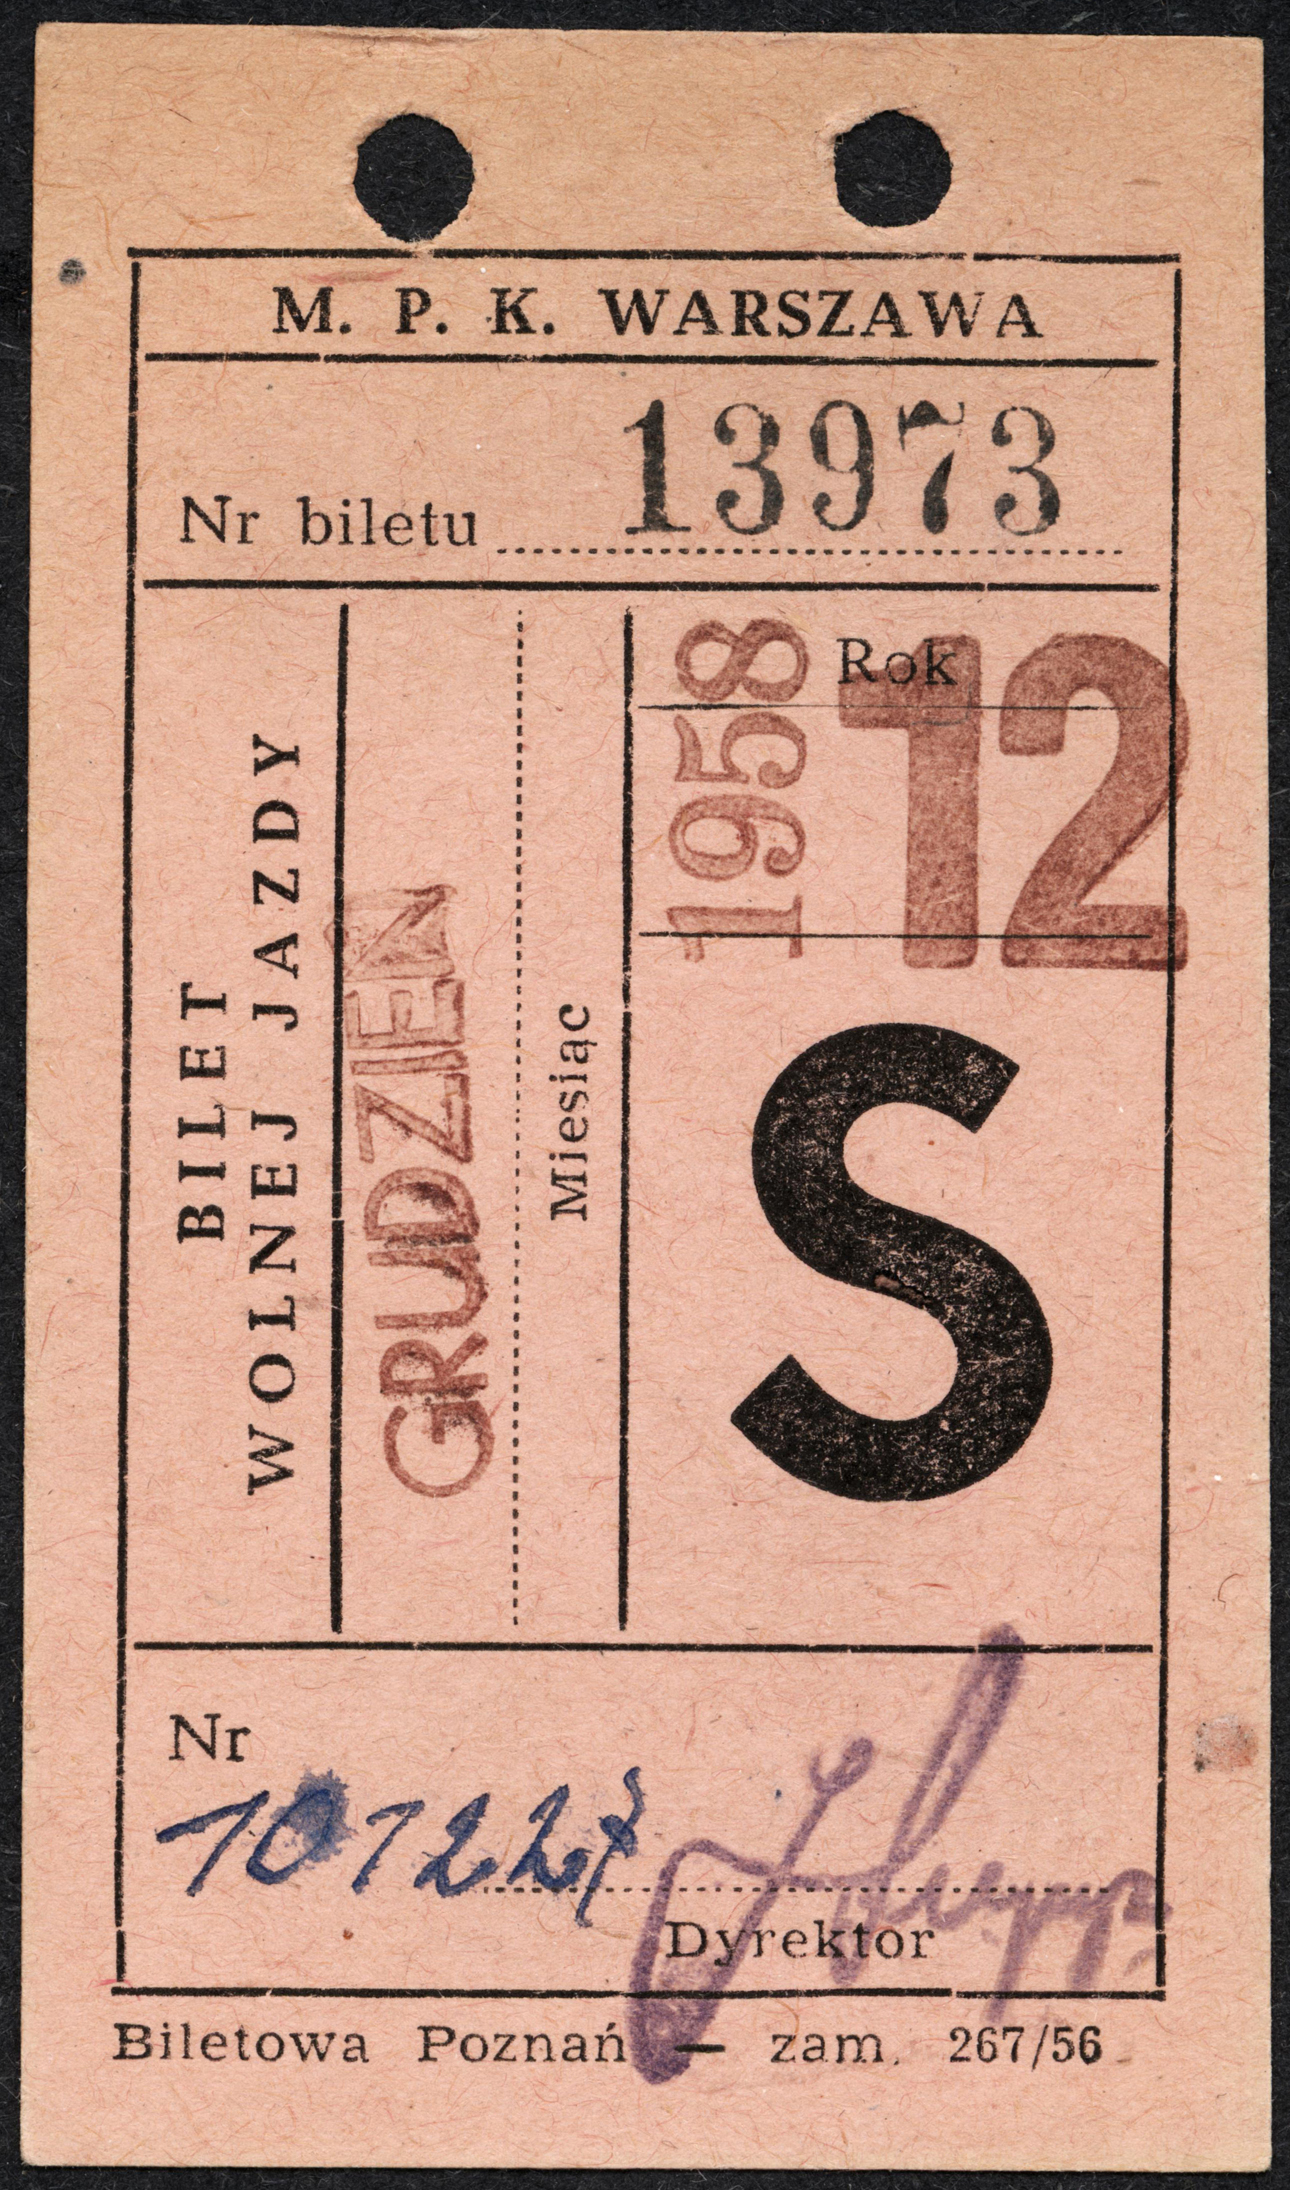 M. P. K. WARSZAWA
Nr biletu 13973
BILET
WOLNEJ JAZDY
GRUDZIEŃ
Miesiąc
1958
Rok
12
S
Nr
Dyrektor
Biletowa Poznań — zam. 267/56